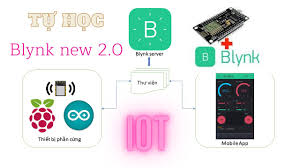 TỰ HỌC
Blynk new 2.0
B
Blynk server
B Blynk
Thư viện
Thiết bị phần cứng
IOT
Mobile App